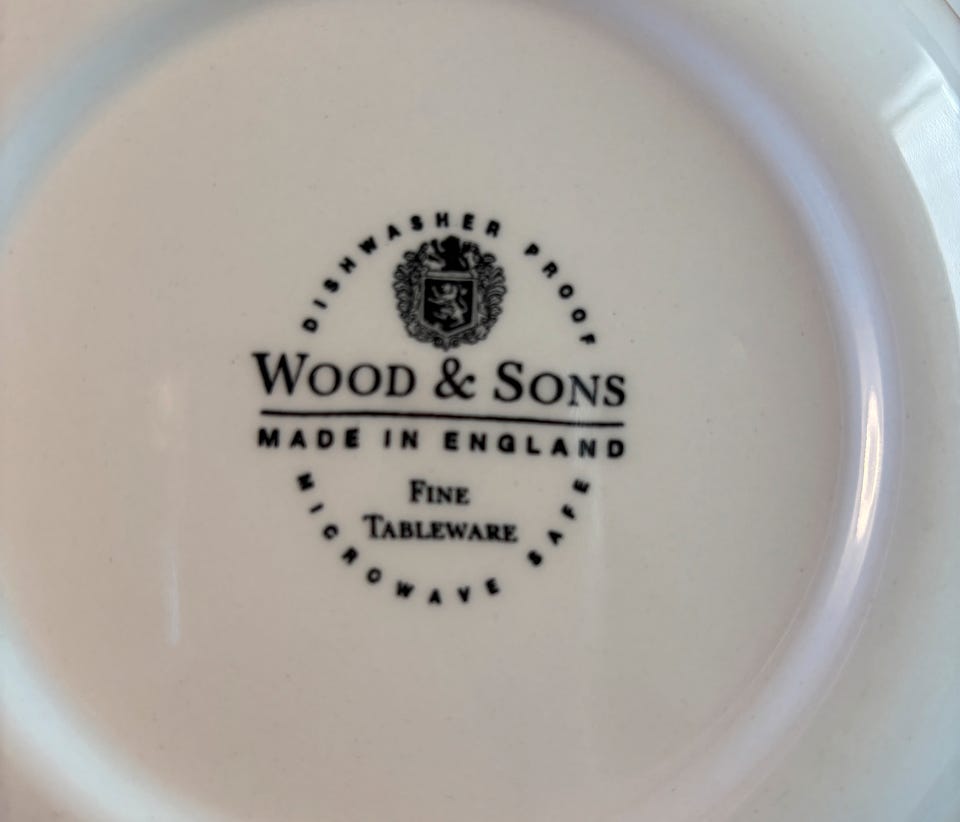 DISHWASHER PROOF
WOOD & SONS
MADE IN ENGLAND
FINE
TABLEWARE
MICROWAVE SAFE